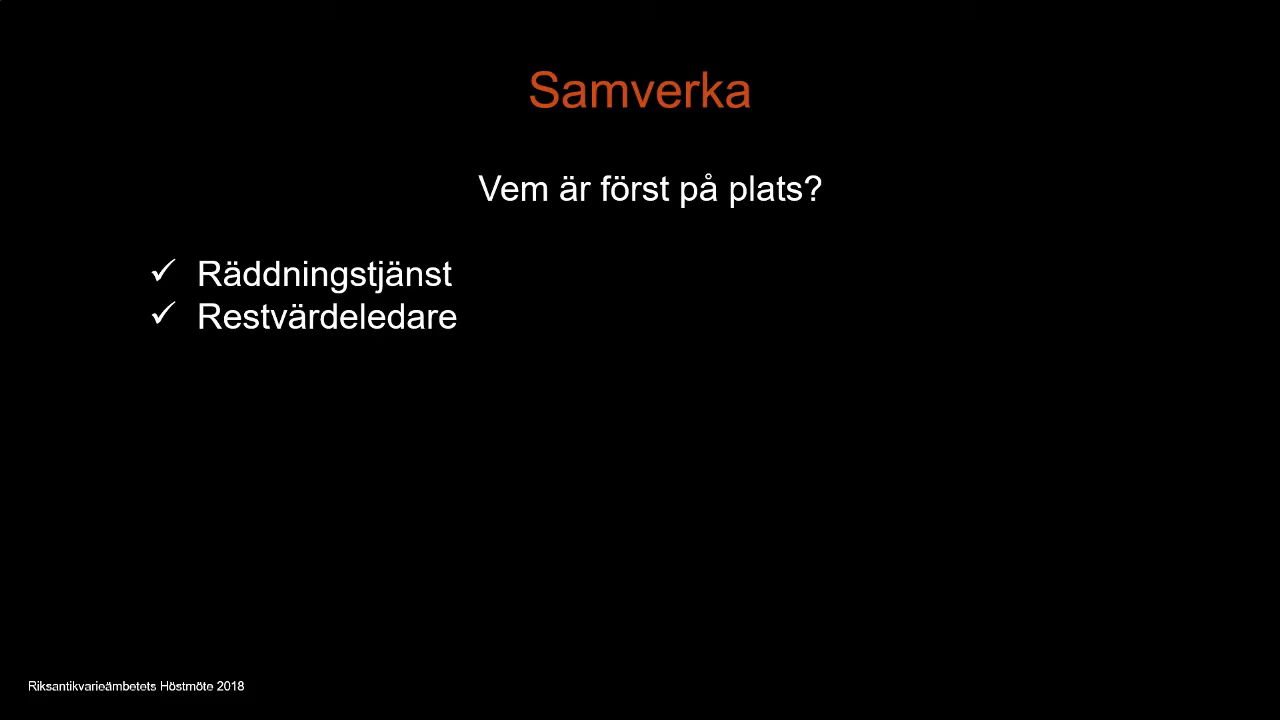 Samverka
Vem är först på plats?
✓ Räddningstjänst
✓ Restvärdeledare
Riksantikvarieämbetets Höstmöte 2018